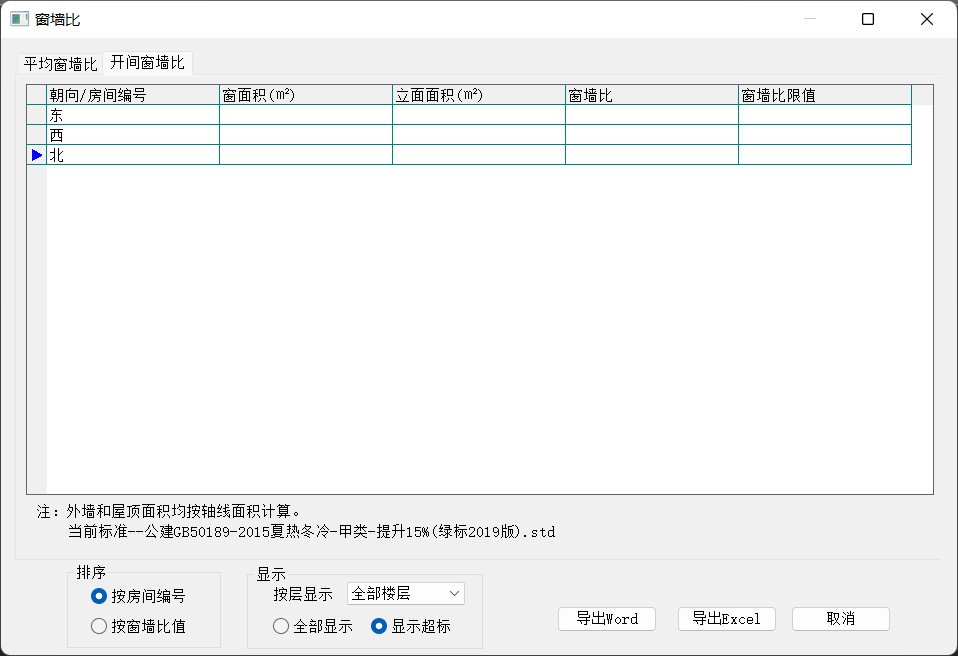 窗墙比
平均窗墙比 开间窗墙比
朝向/房间编号 窗面积(㎡) 立面面积(㎡) 窗墙比 窗墙比限值
东
西
北
注：外墙和屋顶面积均按轴线面积计算。
当前标准--公建GB50189-2015夏热冬冷-甲类-提升15%(绿标2019版).std
排序
按房间编号
按窗墙比值
显示
按层显示 全部楼层
全部显示 显示超标
导出Word 导出Excel 取消